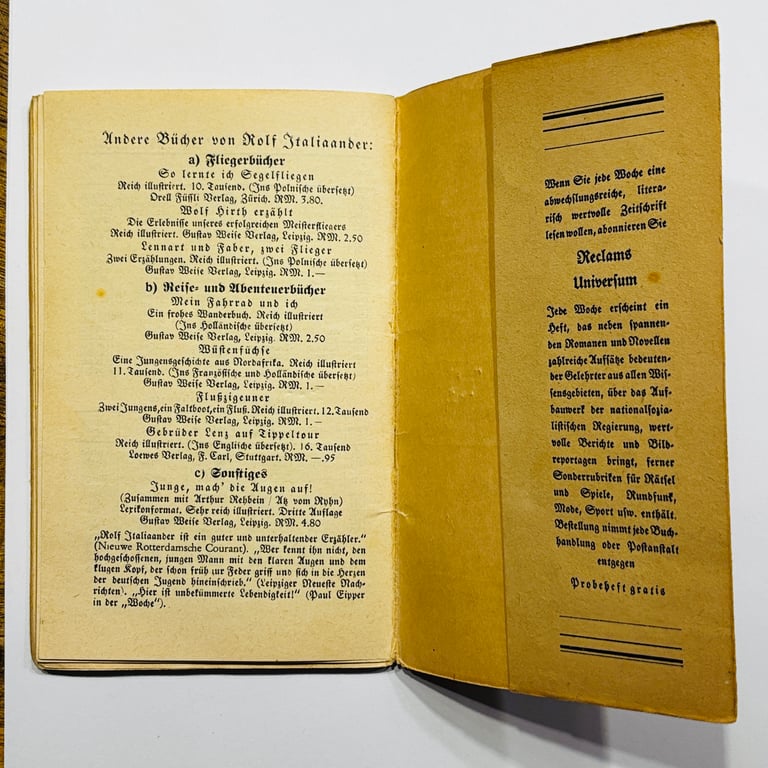 Andere Bücher von Rolf Italiaander:
a) Fliegerbücher
So lernte ich Segelfliegen
Reich illustriert. 10. Tausend. (Ins Polnische übersetzt)
Orell Füssli Verlag, Zürich. RM. 3.80.
Wolf Hirth erzählt
Die Erlebnisse unseres erfolgreichen Meisterfliegers
Reich illustriert. Gustav Weise Verlag, Leipzig. RM. 2.50
Lennart und Faber, zwei Flieger
Zwei Erzählungen. Reich illustriert. (Ins Polnische übersetzt)
Gustav Weise Verlag, Leipzig. RM. 1.—
b) Reise- und Abenteuerbücher
Mein Fahrrad und ich
Ein frohes Wanderbuch. Reich illustriert
(Ins Holländische übersetzt)
Gustav Weise Verlag, Leipzig. RM. 2.50
Wüstenfüchse
Eine Jungensgeschichte aus Nordafrika. Reich illustriert
11. Tausend. (Ins Französische und Holländische übersetzt)
Gustav Weise Verlag, Leipzig. RM. 1.—
Flußzigeuner
Zwei Jungens, ein Faltboot, ein Fluß. Reich illustriert. 12. Tausend
Gustav Weise Verlag, Leipzig. RM. 1.—
Gebrüder Lenz auf Tippeltour
Reich illustriert. (Ins Englische übersetzt). 16. Tausend
Loewes Verlag, F. Carl, Stuttgart. RM. —.95
c) Sonstiges
Junge, mach' die Augen auf!
(Zusammen mit Arthur Rehbein / Atz vom Rhyn)
Lexikonformat. Sehr reich illustriert. Dritte Auflage
Gustav Weise Verlag, Leipzig. RM. 4.80
„Rolf Italiaander ist ein guter und unterhaltender Erzähler.“
(Nieuwe Rotterdamsche Courant). „Wer kennt ihn nicht, den
hochgeschossenen, jungen Mann mit den klaren Augen und dem
klugen Kopf, der schon früh zur Feder griff und sich in die Herzen
der deutschen Jugend hineinschrieb.“ (Leipziger Neueste Nach-
richten). „Hier ist unbekümmerte Lebendigkeit!“ (Paul Eipper
in der „Woche“).
Wenn Sie jede Woche eine
abwechslungsreiche, litera-
risch wertvolle Zeitschrift
lesen wollen, abonnieren Sie
Reclams
Universum
Jede Woche erscheint ein
Heft, das neben spannen-
den Romanen und Novellen
zahlreiche Aufsätze bedeuten-
der Gelehrter aus allen Wis-
sensgebieten, über das Auf-
bauwerk der nationalsozia-
listischen Regierung, wert-
volle Berichte und Bild-
reportagen bringt, ferner
Sonderrubriken für Rätsel
und Spiele, Rundfunk,
Mode, Sport usw. enthält.
Bestellung nimmt jede Buch-
handlung oder Postanstalt
entgegen
Probeheft gratis